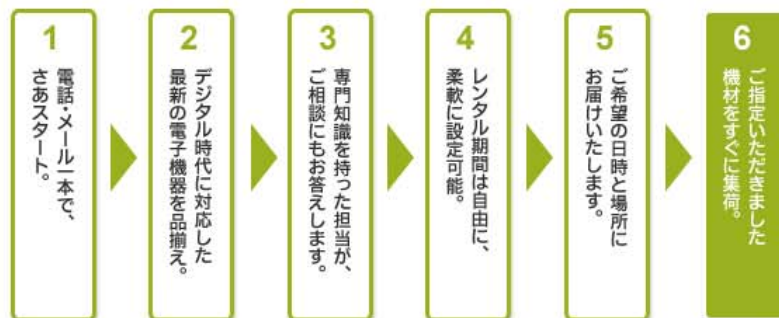 1
電話・メール一本で、
さあスタート。
2
デジタル時代に対応した
最新の電子機器を品揃え。
3
専門知識を持った担当が、
ご相談にもお答えします。
4
レンタル期間は自由に、
柔軟に設定可能。
5
ご希望の日時と場所に
お届けいたします。
6
ご指定いただきました
機材をすぐに集荷。